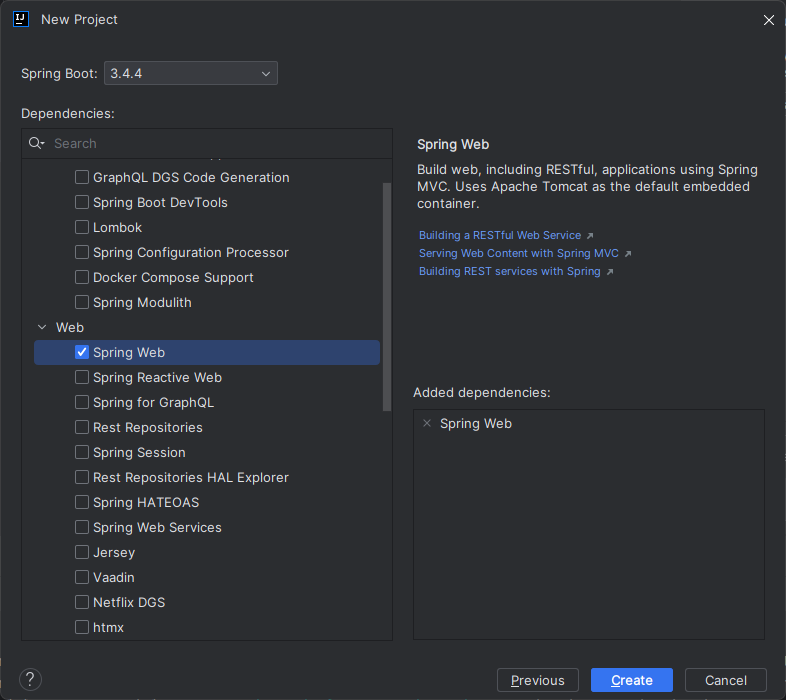 New Project
Spring Boot: 3.4.4
Dependencies:
Search
GraphQL DGS Code Generation
Spring Boot DevTools
Lombok
Spring Configuration Processor
Docker Compose Support
Spring Modulith
Web
Spring Web
Spring Reactive Web
Spring for GraphQL
Rest Repositories
Spring Session
Rest Repositories HAL Explorer
Spring HATEOAS
Spring Web Services
Jersey
Vaadin
Netflix DGS
htmx
Spring Web
Build web, including RESTful, applications using Spring
MVC. Uses Apache Tomcat as the default embedded
container.
Building a RESTful Web Service ↗
Serving Web Content with Spring MVC ↗
Building REST services with Spring ↗
Added dependencies:
× Spring Web
?
Previous
Create
Cancel